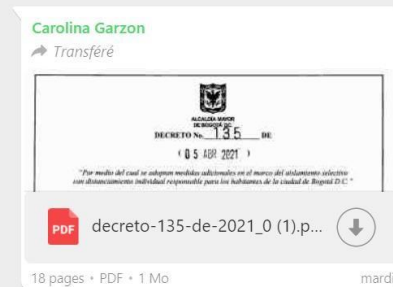 Carolina Garzon
Transféré
ALCALDÍA MAYOR
DE BOGOTÁ D.C.
DECRETO No. 135 DE
( 05 ABR 2021 )
"Por medio del cual se adoptan medidas adicionales en el marco del aislamiento selectivo
con distanciamiento individual responsable para los habitantes de la ciudad de Bogotá D.C."
PDF decreto-135-de-2021_0 (1).p...
18 pages • PDF • 1 Mo mardi